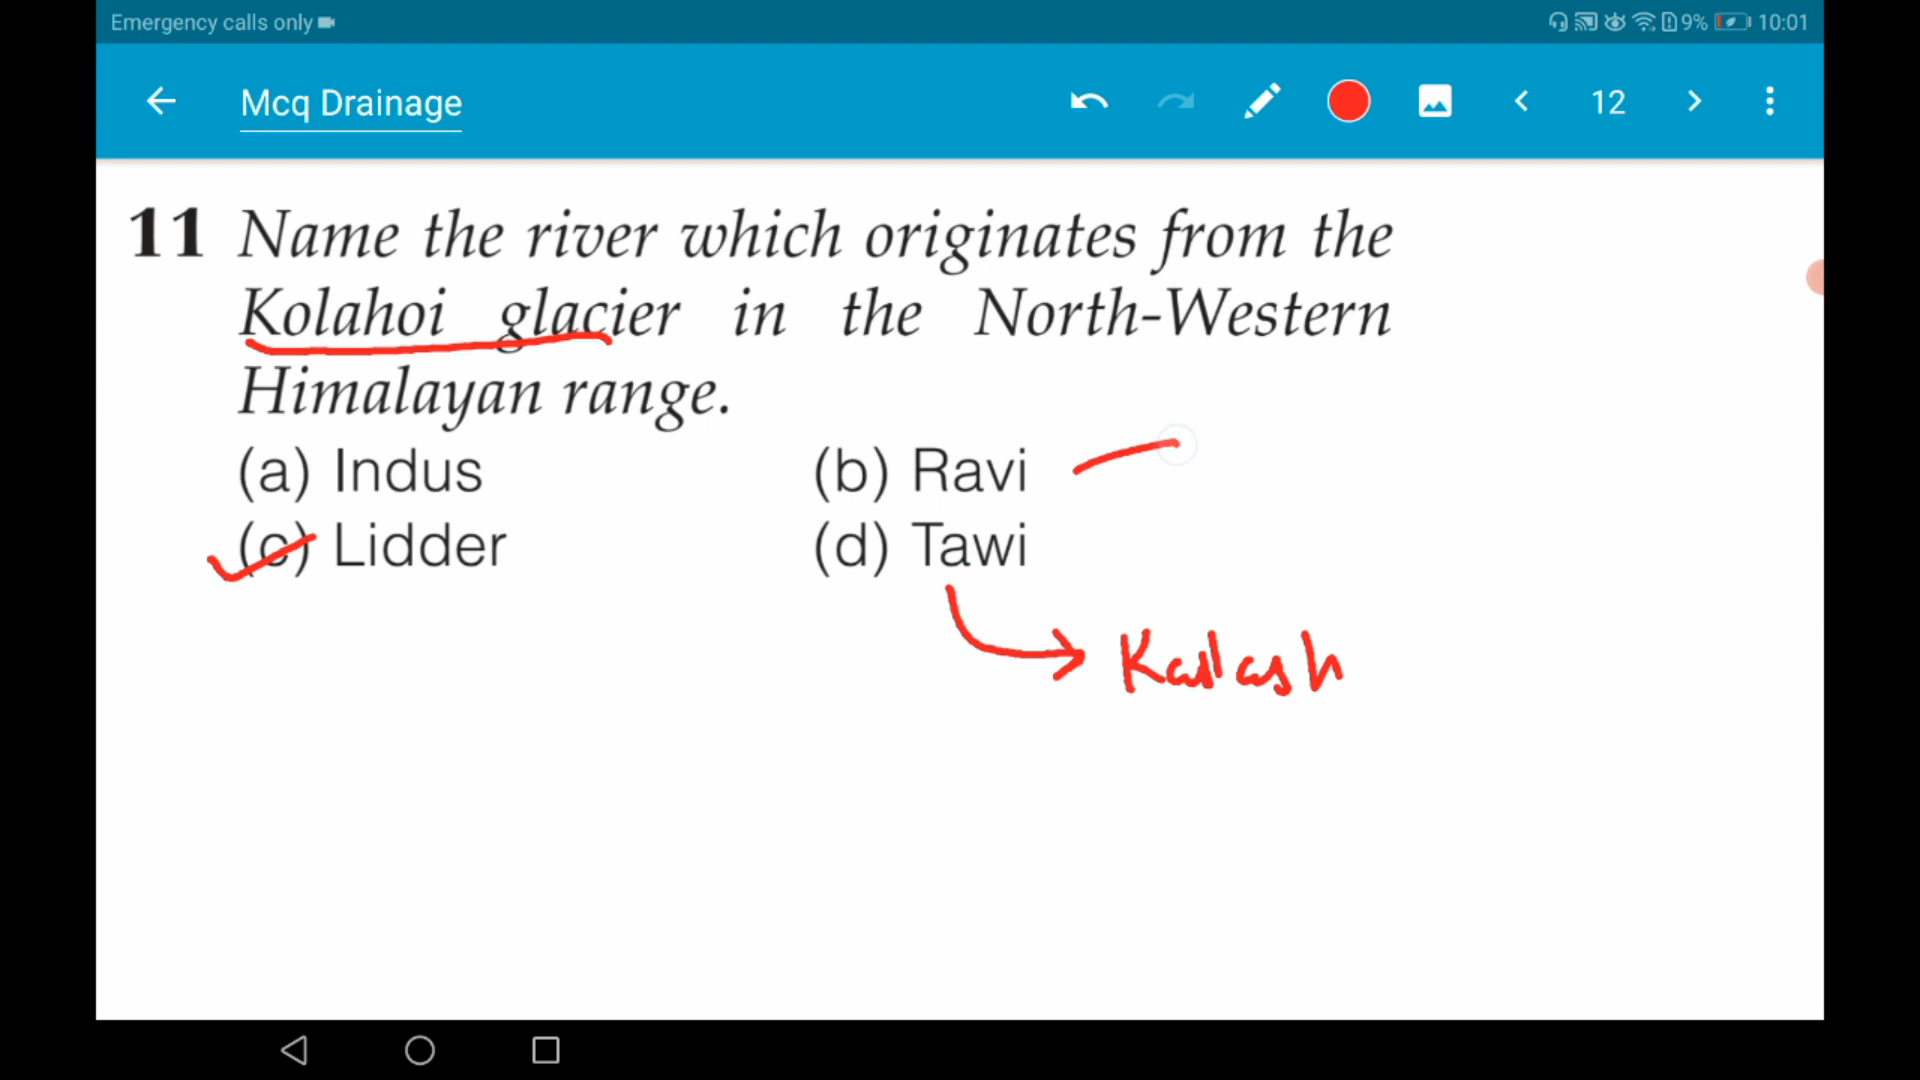 Emergency calls only
9% 10:01
Mcq Drainage
12
11 Name the river which originates from the
Kolahoi glacier in the North-Western
Himalayan range.
(a) Indus (b) Ravi
(c) Lidder (d) Tawi
Kailash